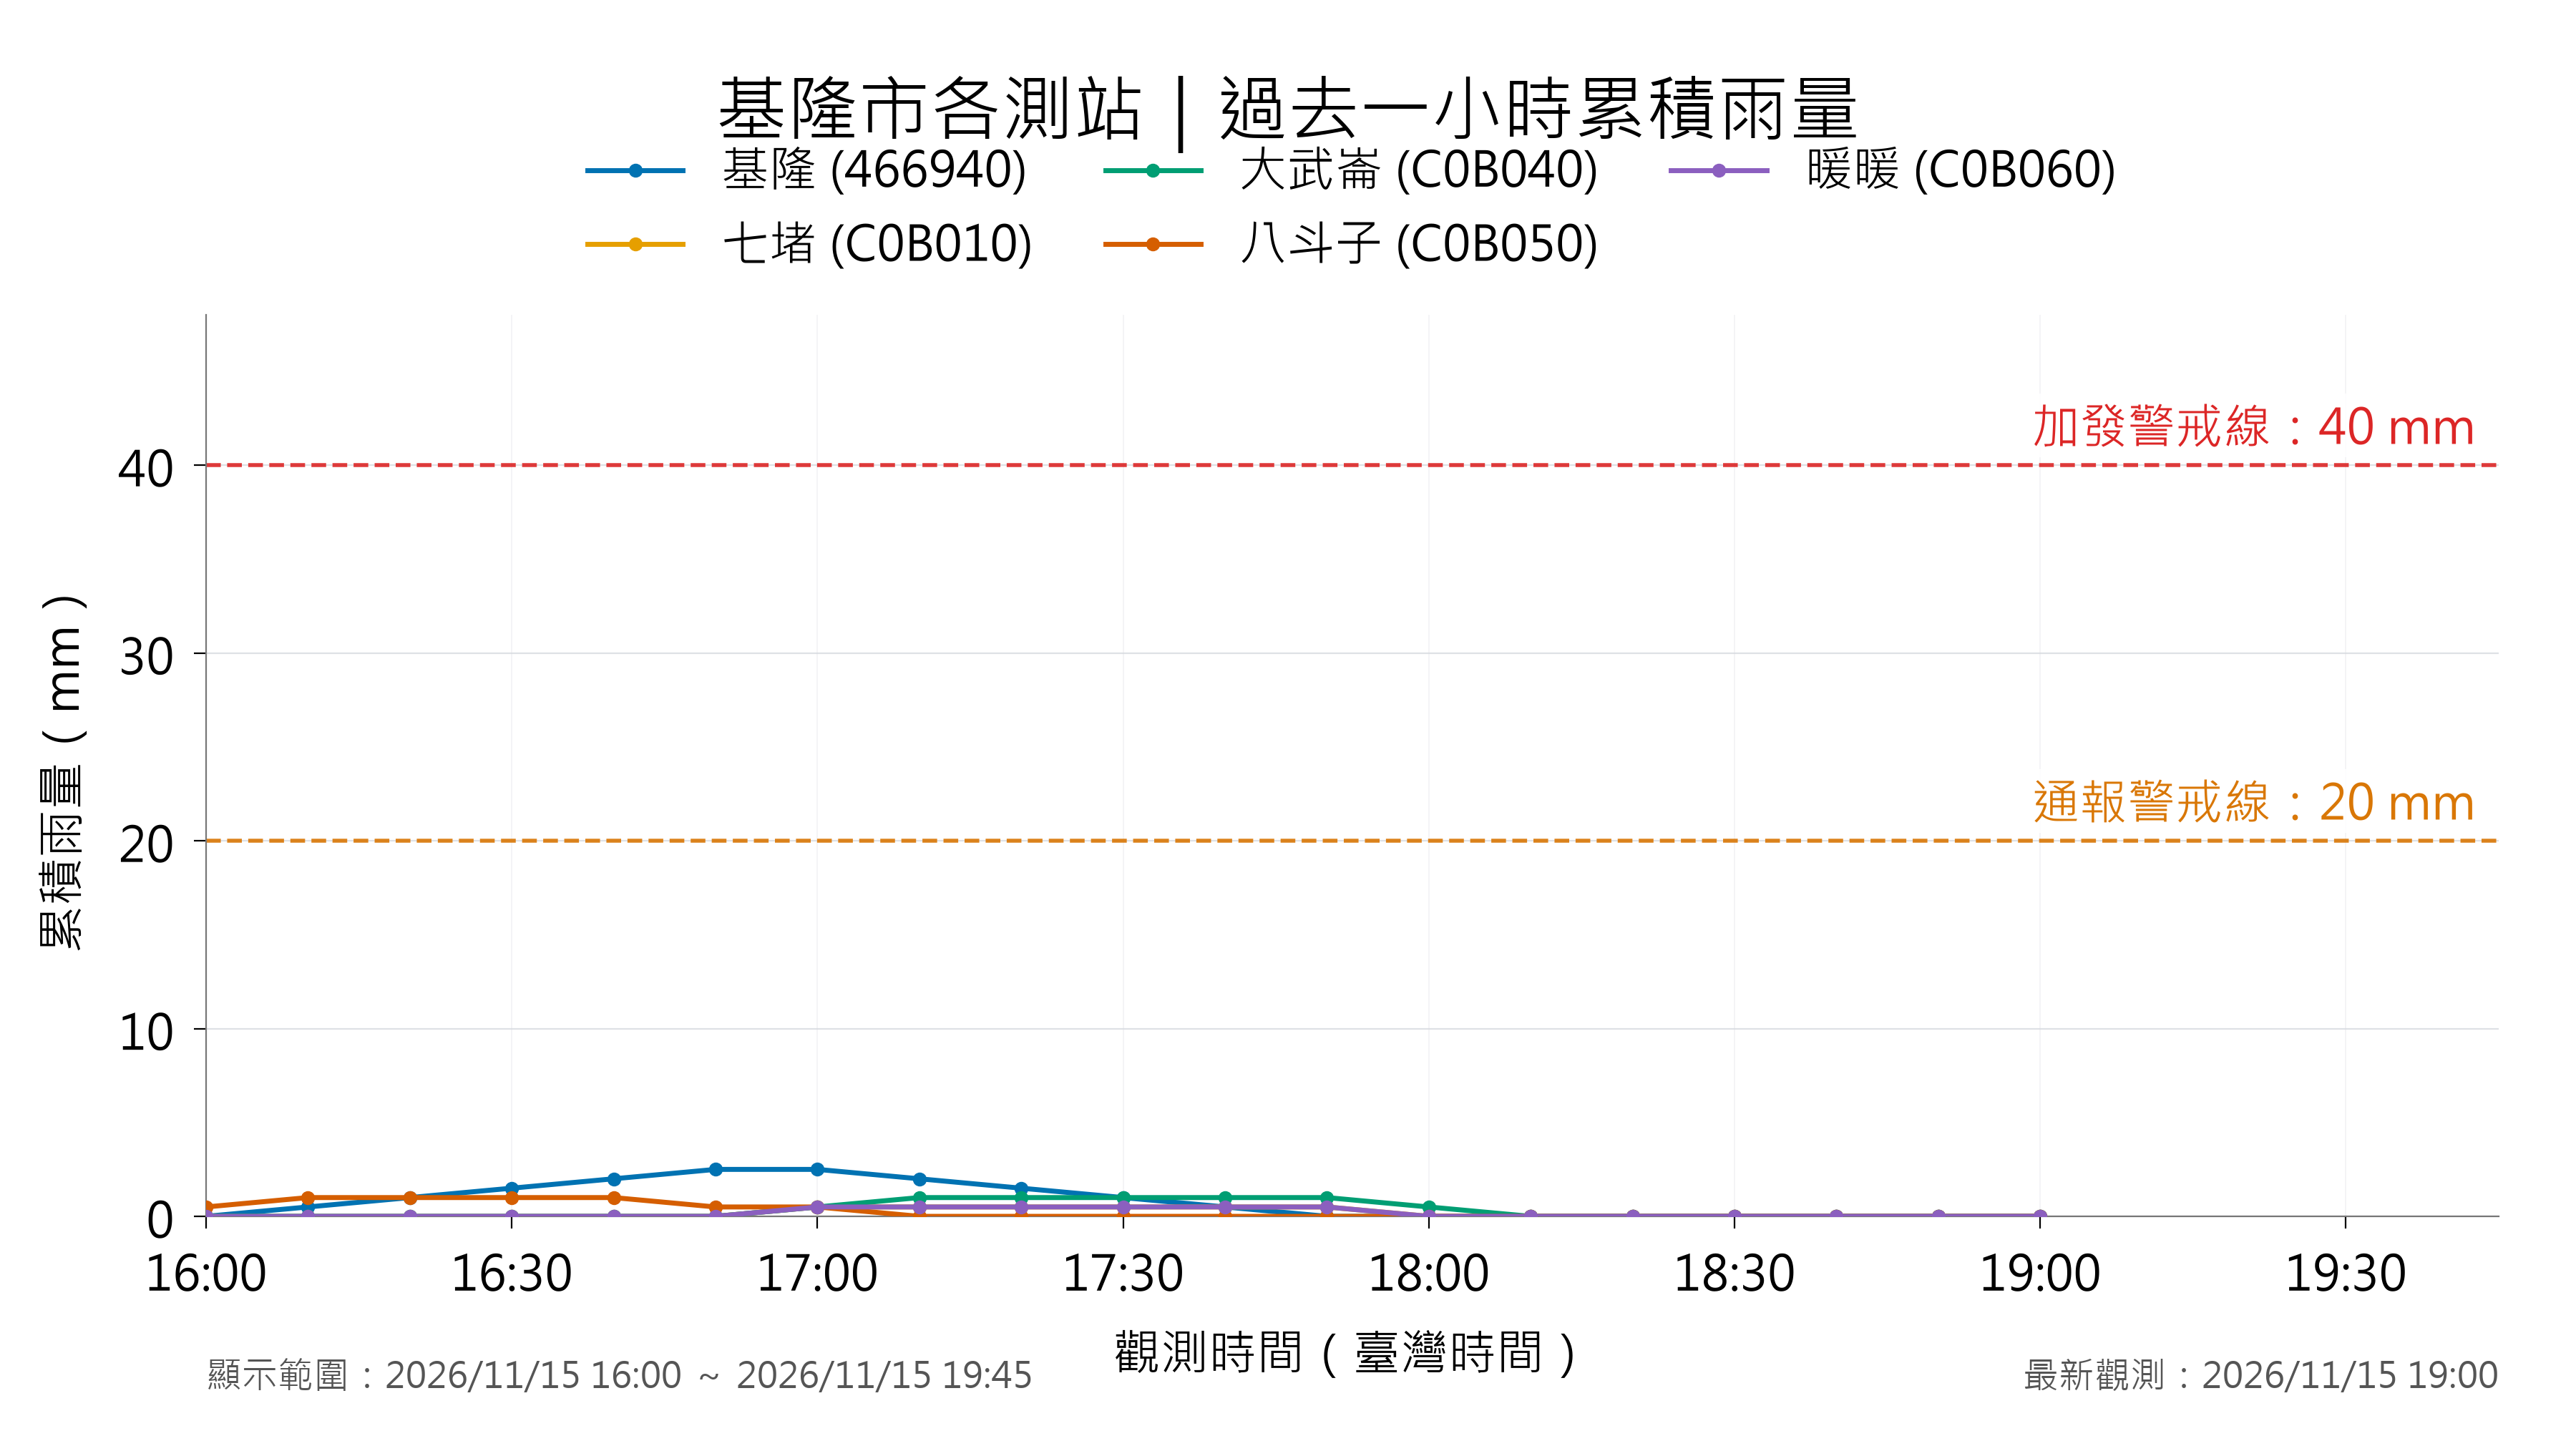 基隆市各測站｜過去一小時累積雨量
基隆 (466940)
大武崙 (C0B040)
暖暖 (C0B060)
七堵 (C0B010)
八斗子 (C0B050)
累積雨量（mm）
加發警戒線：40 mm
40
30
通報警戒線：20 mm
20
10
0
16:00 16:30 17:00 17:30 18:00 18:30 19:00 19:30
觀測時間（臺灣時間）
顯示範圍：2026/11/15 16:00 ~ 2026/11/15 19:45
最新觀測：2026/11/15 19:00